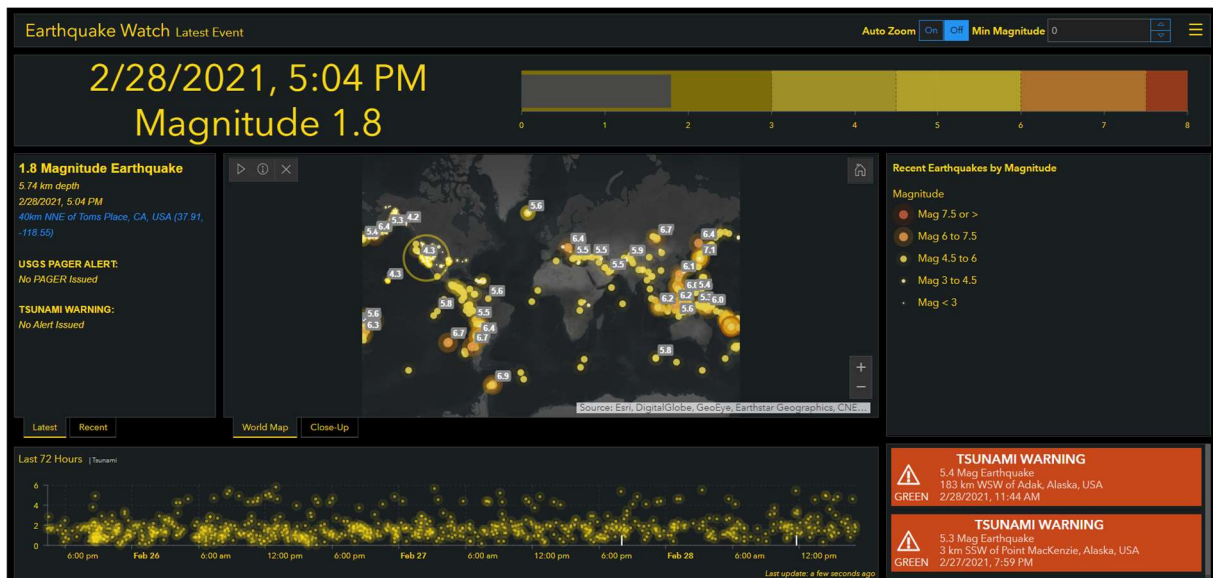 Earthquake Watch Latest Event
Auto Zoom On Off Min Magnitude 0
2/28/2021, 5:04 PM
Magnitude 1.8
0 1 2 3 4 5 6 7 8
1.8 Magnitude Earthquake
5.74 km depth
2/28/2021, 5:04 PM
40km NNE of Toms Place, CA, USA (37.91,
-118.55)
USGS PAGER ALERT:
No PAGER Issued
TSUNAMI WARNING:
No Alert Issued
Latest Recent
5.6
5.3 4.2
5.4 6.4
4.3
4.3
6.4
5.5 5.5
5.5
5.9
6.7
6.4
7.1
6.1
5.4
6.2 6.2 6.0
5.6
5.6
5.8
5.5
6.4
6.7 6.7
5.6
6.3
5.8
6.9
Source: Esri, DigitalGlobe, GeoEye, Earthstar Geographics, CNE...
World Map Close-Up
Recent Earthquakes by Magnitude
Magnitude
Mag 7.5 or >
Mag 6 to 7.5
Mag 4.5 to 6
Mag 3 to 4.5
Mag < 3
Last 72 Hours | Tsunami
6
4
2
0
6:00 pm Feb 26 6:00 am 12:00 pm 6:00 pm Feb 27 6:00 am 12:00 pm 6:00 pm Feb 28 6:00 am 12:00 pm
Last update: a few seconds ago
TSUNAMI WARNING
5.4 Mag Earthquake
183 km WSW of Adak, Alaska, USA
GREEN 2/28/2021, 11:44 AM
TSUNAMI WARNING
5.3 Mag Earthquake
3 km SSW of Point MacKenzie, Alaska, USA
GREEN 2/27/2021, 7:59 PM